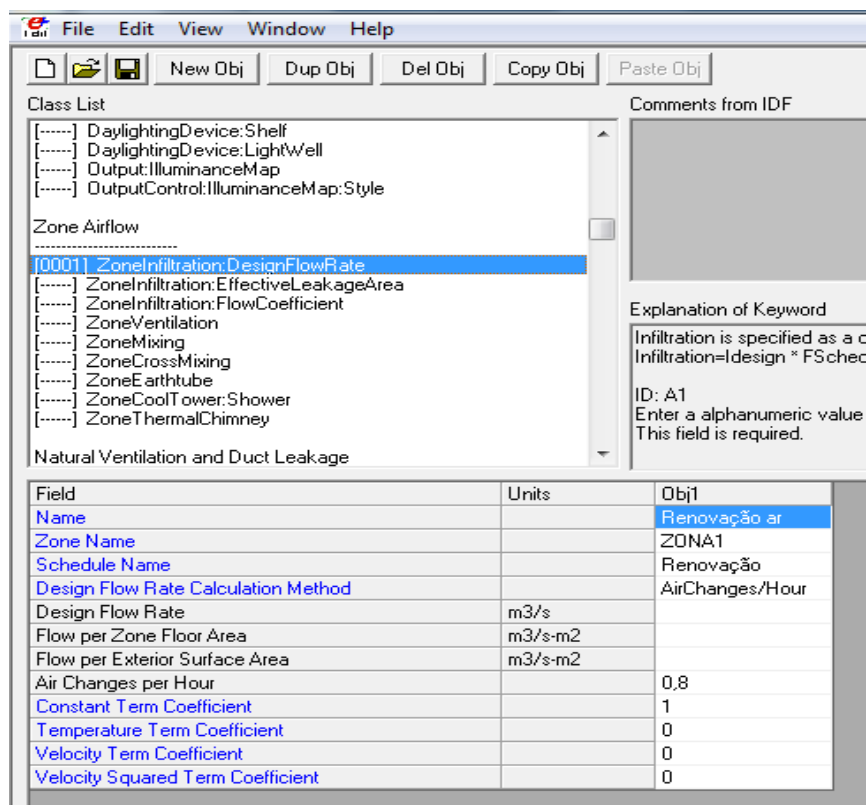 File Edit View Window Help
New Obj Dup Obj Del Obj Copy Obj Paste Obj
Class List Comments from IDF
[------] DaylightingDevice:Shelf
[------] DaylightingDevice:LightWell
[------] Output:IlluminanceMap
[------] OutputControl:IlluminanceMap:Style
Zone Airflow
---------------------------
[0001] ZoneInfiltration:DesignFlowRate
[------] ZoneInfiltration:EffectiveLeakageArea
[------] ZoneInfiltration:FlowCoefficient
[------] ZoneVentilation
[------] ZoneMixing
[------] ZoneCrossMixing
[------] ZoneEarthtube
[------] ZoneCoolTower:Shower
[------] ZoneThermalChimney
Natural Ventilation and Duct Leakage
Explanation of Keyword
Infiltration is specified as a
Infiltration=Idesign * FSchec
ID: A1
Enter a alphanumeric value
This field is required.
Field Units Obj1
Name Renovação ar
Zone Name ZONA1
Schedule Name Renovação
Design Flow Rate Calculation Method AirChanges/Hour
Design Flow Rate m3/s
Flow per Zone Floor Area m3/s-m2
Flow per Exterior Surface Area m3/s-m2
Air Changes per Hour 0,8
Constant Term Coefficient 1
Temperature Term Coefficient 0
Velocity Term Coefficient 0
Velocity Squared Term Coefficient 0